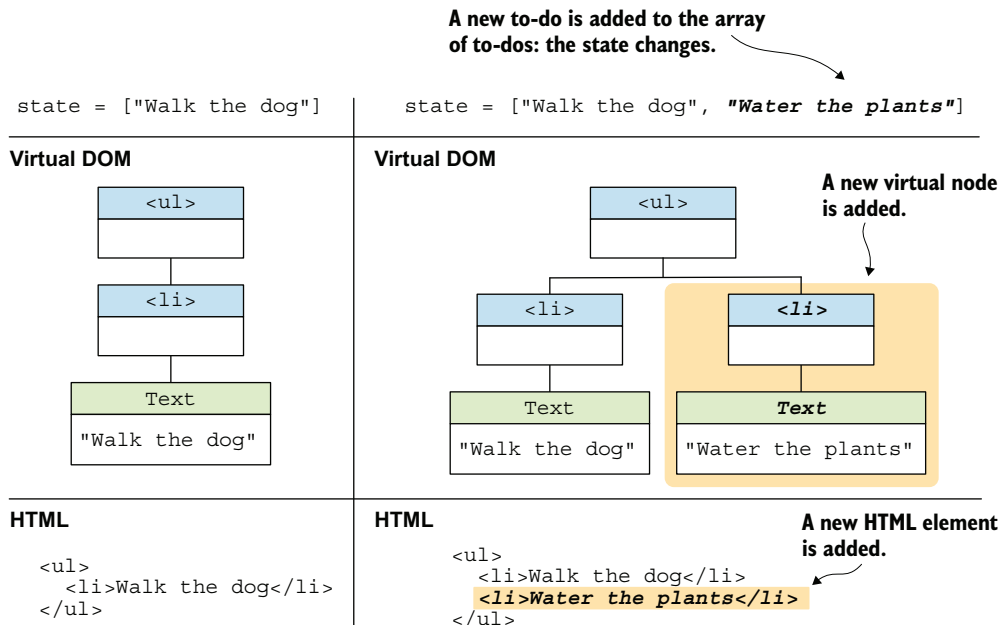 A new to-do is added to the array
of to-dos: the state changes.
state = ["Walk the dog"]
state = ["Walk the dog", "Water the plants"]
Virtual DOM
<ul>
<li>
Text
"Walk the dog"
Virtual DOM
A new virtual node
is added.
<ul>
<li>
<li>
Text
Text
"Walk the dog"
"Water the plants"
HTML
<ul>
<li>Walk the dog</li>
</ul>
HTML
A new HTML element
is added.
<ul>
<li>Walk the dog</li>
<li>Water the plants</li>
</ul>